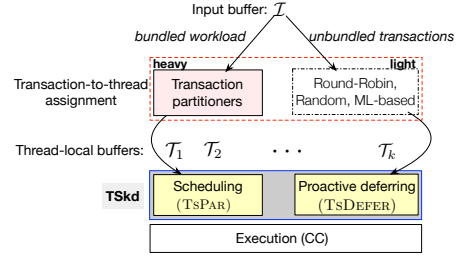 Input buffer: 𝓘
bundled workload
unbundled transactions
heavy
light
Transaction-to-thread assignment
Transaction partitioners
Round-Robin, Random, ML-based
Thread-local buffers:
𝒯1 𝒯2 · · · 𝒯k
TSkd
Scheduling
(TSPAR)
Proactive deferring
(TSDEFER)
Execution (CC)